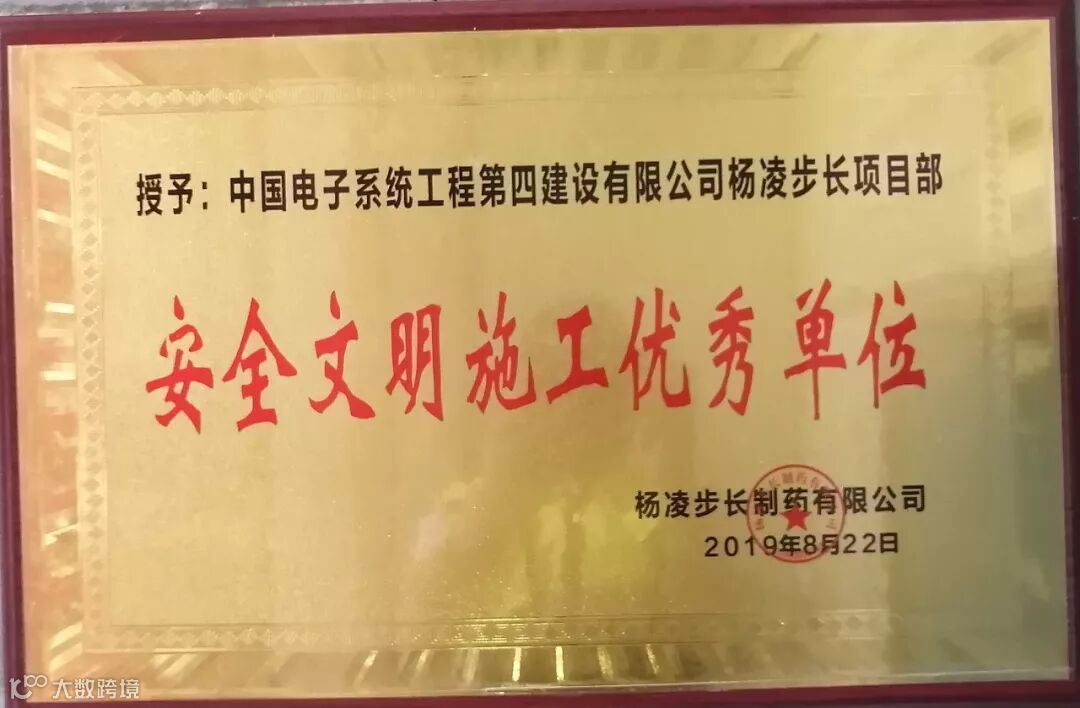 授予：中国电子系统工程第四建设有限公司杨凌步长项目部
安全文明施工优秀单位
杨凌步长制药有限公司
2019年8月22日
大数跨境